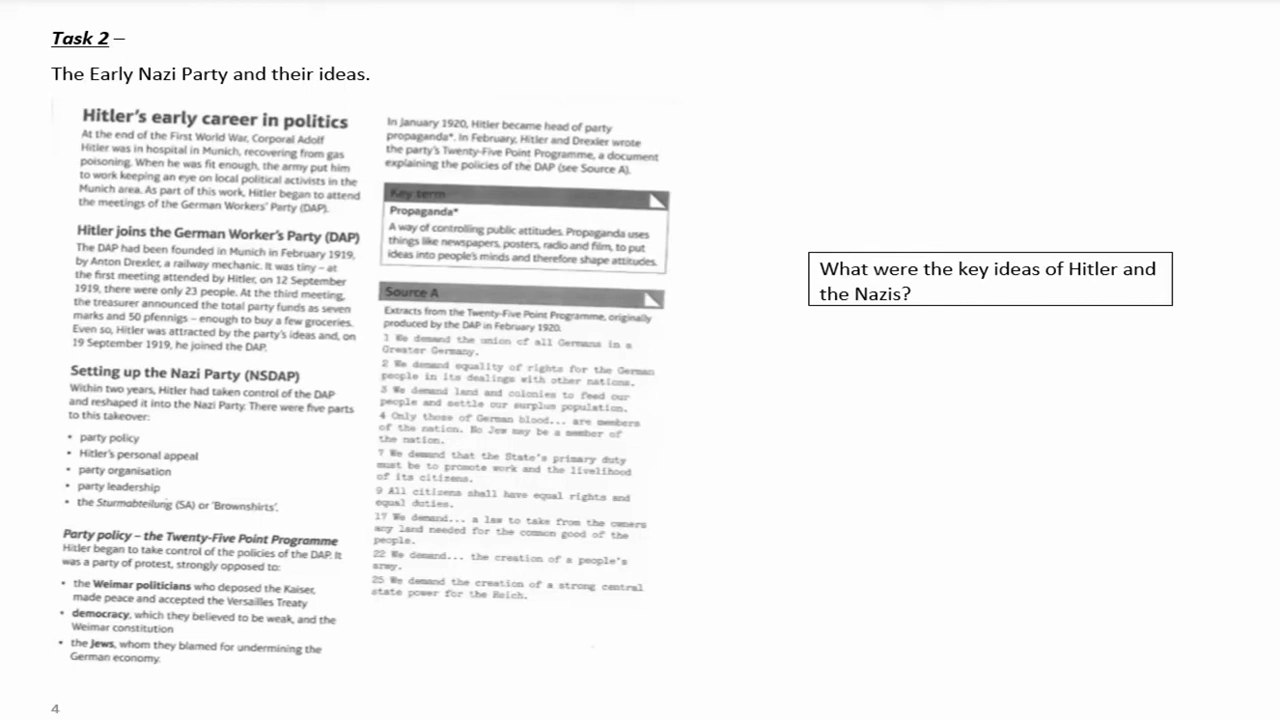 Task 2 –
The Early Nazi Party and their ideas.
Hitler's early career in politics
At the end of the First World War, Corporal Adolf
Hitler was in hospital in Munich, recovering from gas
poisoning. When he was fit enough, the army put him
to work keeping an eye on local political activists in the
Munich area. As part of this work, Hitler began to attend
the meetings of the German Workers' Party (DAP).
Hitler joins the German Worker's Party (DAP)
The DAP had been founded in Munich in February 1919,
by Anton Drexler, a railway mechanic. It was tiny – at
the first meeting attended by Hitler, on 12 September
1919, there were only 23 people. At the third meeting,
the treasurer announced the total party funds as seven
marks and 50 pfennigs – enough to buy a few groceries.
Even so, Hitler was attracted by the party's ideas and, on
19 September 1919, he joined the DAP.
Setting up the Nazi Party (NSDAP)
Within two years, Hitler had taken control of the DAP
and reshaped it into the Nazi Party. There were five parts
to this takeover:
• party policy
• Hitler's personal appeal
• party organisation
• party leadership
• the Sturmabteilung (SA) or 'Brownshirts'.
Party policy – the Twenty-Five Point Programme
Hitler began to take control of the policies of the DAP. It
was a party of protest, strongly opposed to:
• the Weimar politicians who deposed the Kaiser,
made peace and accepted the Versailles Treaty
• democracy, which they believed to be weak, and the
Weimar constitution
• the Jews, whom they blamed for undermining the
German economy.
In January 1920, Hitler became head of party
propaganda*. In February, Hitler and Drexler wrote
the party's Twenty-Five Point Programme, a document
explaining the policies of the DAP (see Source A).
Key term
Propaganda*
A way of controlling public attitudes. Propaganda uses
things like newspapers, posters, radio and film, to put
ideas into people's minds and therefore shape attitudes.
Source A
Extracts from the Twenty-Five Point Programme, originally
produced by the DAP in February 1920.
1 We demand the union of all Germans in a
Greater Germany.
2 We demand equality of rights for the German
people in its dealings with other nations.
3 We demand land and colonies to feed our
people and settle our surplus population.
4 Only those of German blood... are members
of the nation. No Jew may be a member of
the nation.
7 We demand that the State's primary duty
must be to promote work and the livelihood
of its citizens.
9 All citizens shall have equal rights and
equal duties.
17 We demand... a law to take from the owners
any land needed for the common good of the
people.
22 We demand... the creation of a people's
army.
25 We demand the creation of a strong central
state power for the Reich.
What were the key ideas of Hitler and
the Nazis?
4